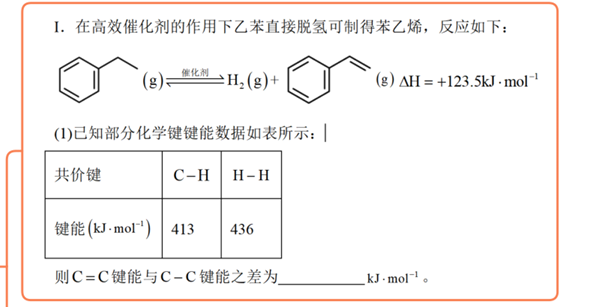 I. 在高效催化剂的作用下乙苯直接脱氢可制得苯乙烯，反应如下：
(g) 催化剂 H₂(g)+ (g) ΔH = +123.5kJ·mol⁻¹
(1)已知部分化学键键能数据如表所示：
共价键 C−H H−H
键能(kJ·mol⁻¹) 413 436
则C=C键能与C−C键能之差为________kJ·mol⁻¹。